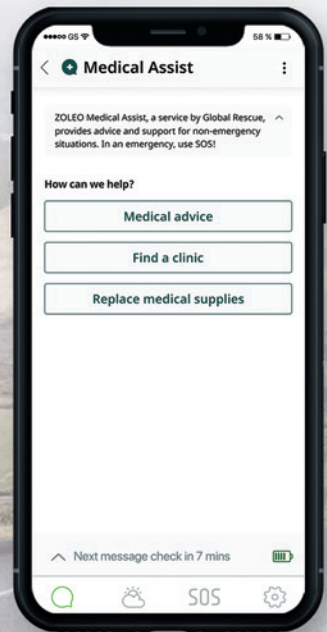 GS
58 %
Medical Assist
ZOLEO Medical Assist, a service by Global Rescue,
provides advice and support for non-emergency
situations. In an emergency, use SOS!
How can we help?
Medical advice
Find a clinic
Replace medical supplies
Next message check in 7 mins
SOS